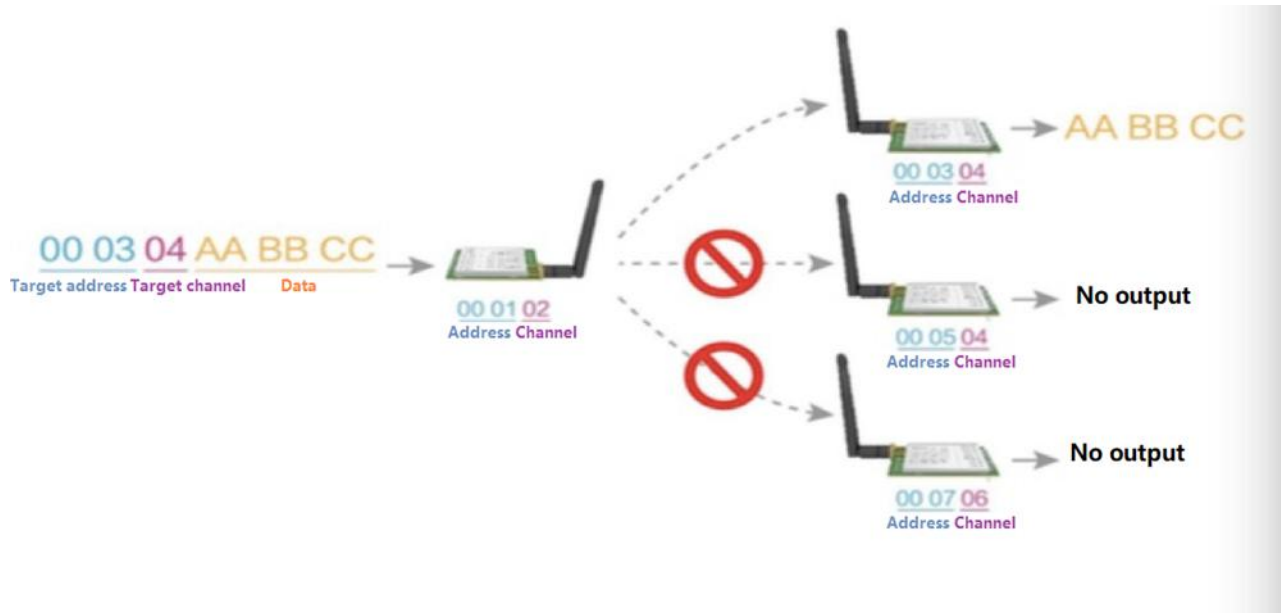 00 03 04 AA BB CC
Target address Target channel Data
00 01 02
Address Channel
AA BB CC
00 03 04
Address Channel
No output
00 05 04
Address Channel
No output
00 07 06
Address Channel